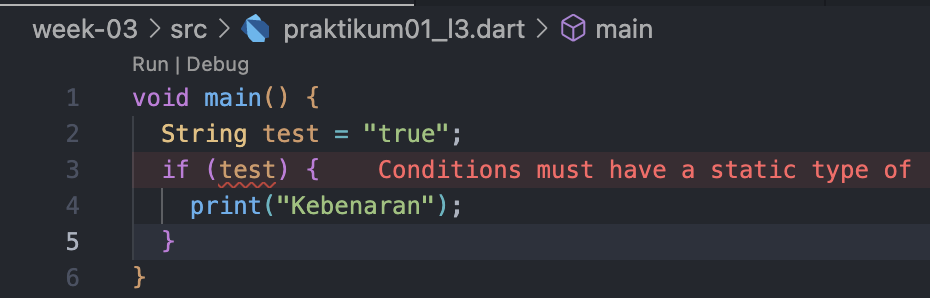 week-03 > src > praktikum01_l3.dart > main
Run | Debug
1 void main() {
2 String test = "true";
3 if (test) { Conditions must have a static type of
4 print("Kebenaran");
5 }
6 }